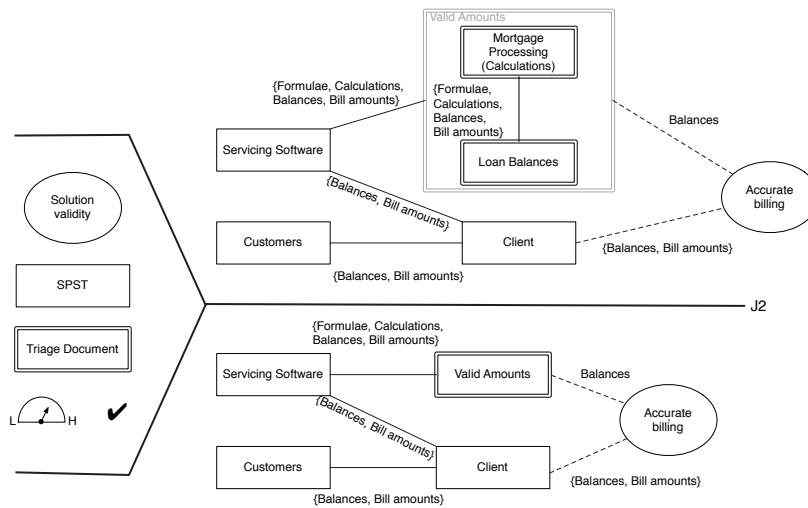 Valid Amounts
Mortgage
Processing
(Calculations)
{Formulae, Calculations,
Balances, Bill amounts}
{Formulae,
Calculations,
Balances,
Bill amounts}
Balances
Servicing Software
Loan Balances
{Balances, Bill amounts}
Accurate
billing
Customers
Client
{Balances, Bill amounts}
{Balances, Bill amounts}
Solution
validity
SPST
Triage Document
L
H
J2
{Formulae, Calculations,
Balances, Bill amounts}
Servicing Software
Valid Amounts
Balances
{Balances, Bill amounts}
Accurate
billing
Customers
Client
{Balances, Bill amounts}
{Balances, Bill amounts}